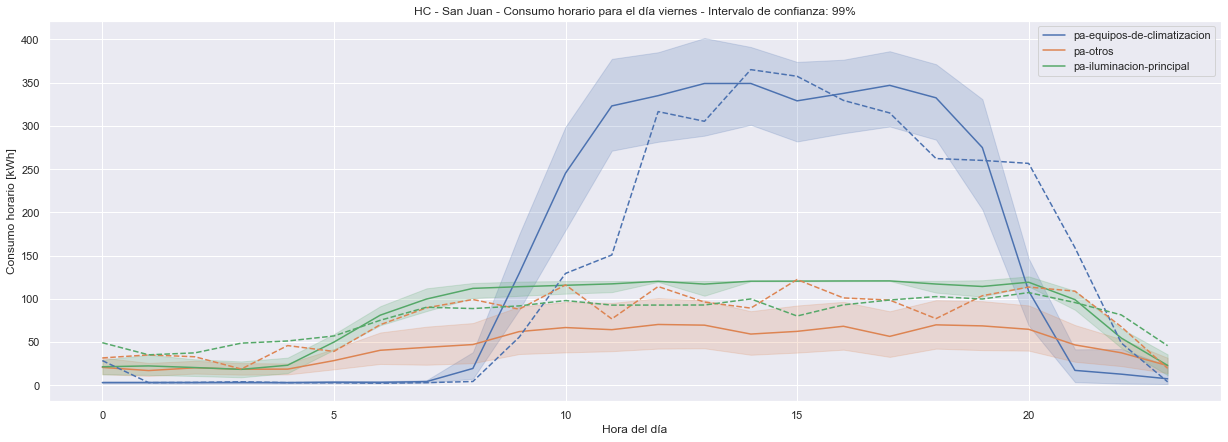 HC - San Juan - Consumo horario para el día viernes - Intervalo de confianza: 99%
pa-equipos-de-climatizacion
pa-otros
pa-iluminacion-principal
Consumo horario [kWh]
400
350
300
250
200
150
100
50
0
0 5 10 15 20
Hora del día